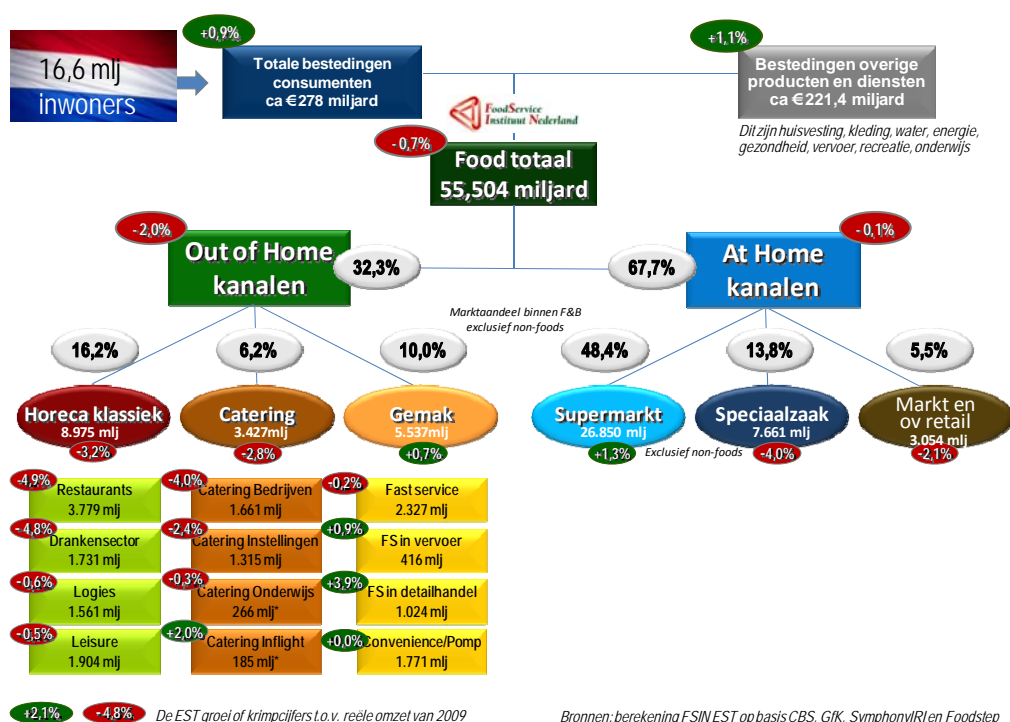 +0,9%
+1,1%
16,6 mlj
inwoners
Totale bestedingen
consumenten
ca €278 miljard
Bestedingen overige
producten en diensten
ca €221,4 miljard
FoodService
Instituut Nederland
Dit zijn huisvesting, kleding, water, energie,
gezondheid, vervoer, recreatie, onderwijs
- 0,7%
Food totaal
55,504 miljard
-2,0%
- 0,1%
Out of Home
kanalen
32,3%
67,7%
At Home
kanalen
Marktaandeel binnen F&B
exclusief non-foods
16,2%
6,2%
10,0%
48,4%
13,8%
5,5%
Horeca klassiek
8.975 mlj
-3,2%
Catering
3.427mlj
-2,8%
Gemak
5.537mlj
+0,7%
Supermarkt
26.850 mlj
+1,3%
Exclusief non-foods
Speciaalzaak
7.661 mlj
-4,0%
Markt en
ov retail
3.054 mlj
-2,1%
-4,9%
Restaurants
3.779 mlj
-4,0%
Catering Bedrijven
1.661 mlj
-0,2%
Fast service
2.327 mlj
- 4,8%
Drankensector
1.731 mlj
-2,4%
Catering Instellingen
1.315 mlj
+0,9%
FS in vervoer
416 mlj
-0,6%
Logies
1.561 mlj
-0,3%
Catering Onderwijs
266 mlj*
+3,9%
FS in detailhandel
1.024 mlj
-0,5%
Leisure
1.904 mlj
+2,0%
Catering Inflight
185 mlj*
+0,0%
Convenience/Pomp
1.771 mlj
+2,1%
-4,8%
De EST groei of krimpcijfers t.o.v. reële omzet van 2009
Bronnen: berekening FSIN EST op basis CBS, GfK, SymphonyIRI en Foodstep